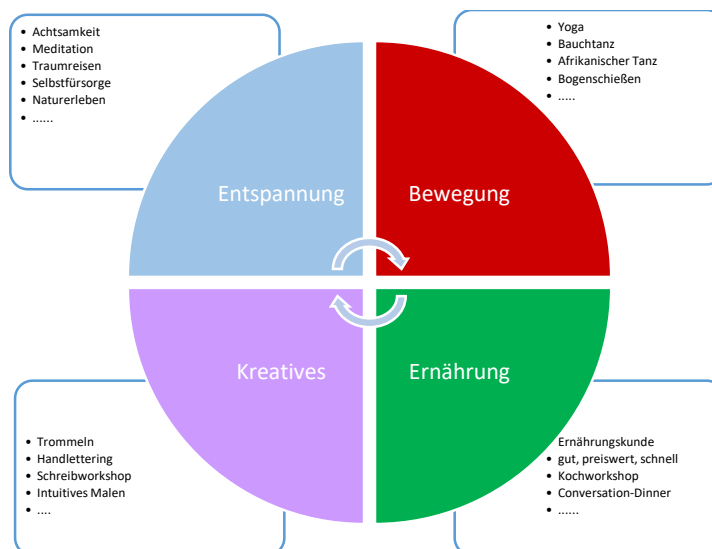 • Achtsamkeit
• Meditation
• Traumreisen
• Selbstfürsorge
• Naturerleben
• ......
• Yoga
• Bauchtanz
• Afrikanischer Tanz
• Bogenschießen
• .....
Entspannung
Bewegung
Kreatives
Ernährung
• Trommeln
• Handlettering
• Schreibworkshop
• Intuitives Malen
• ....
Ernährungskunde
• gut, preiswert, schnell
• Kochworkshop
• Conversation-Dinner
• ......